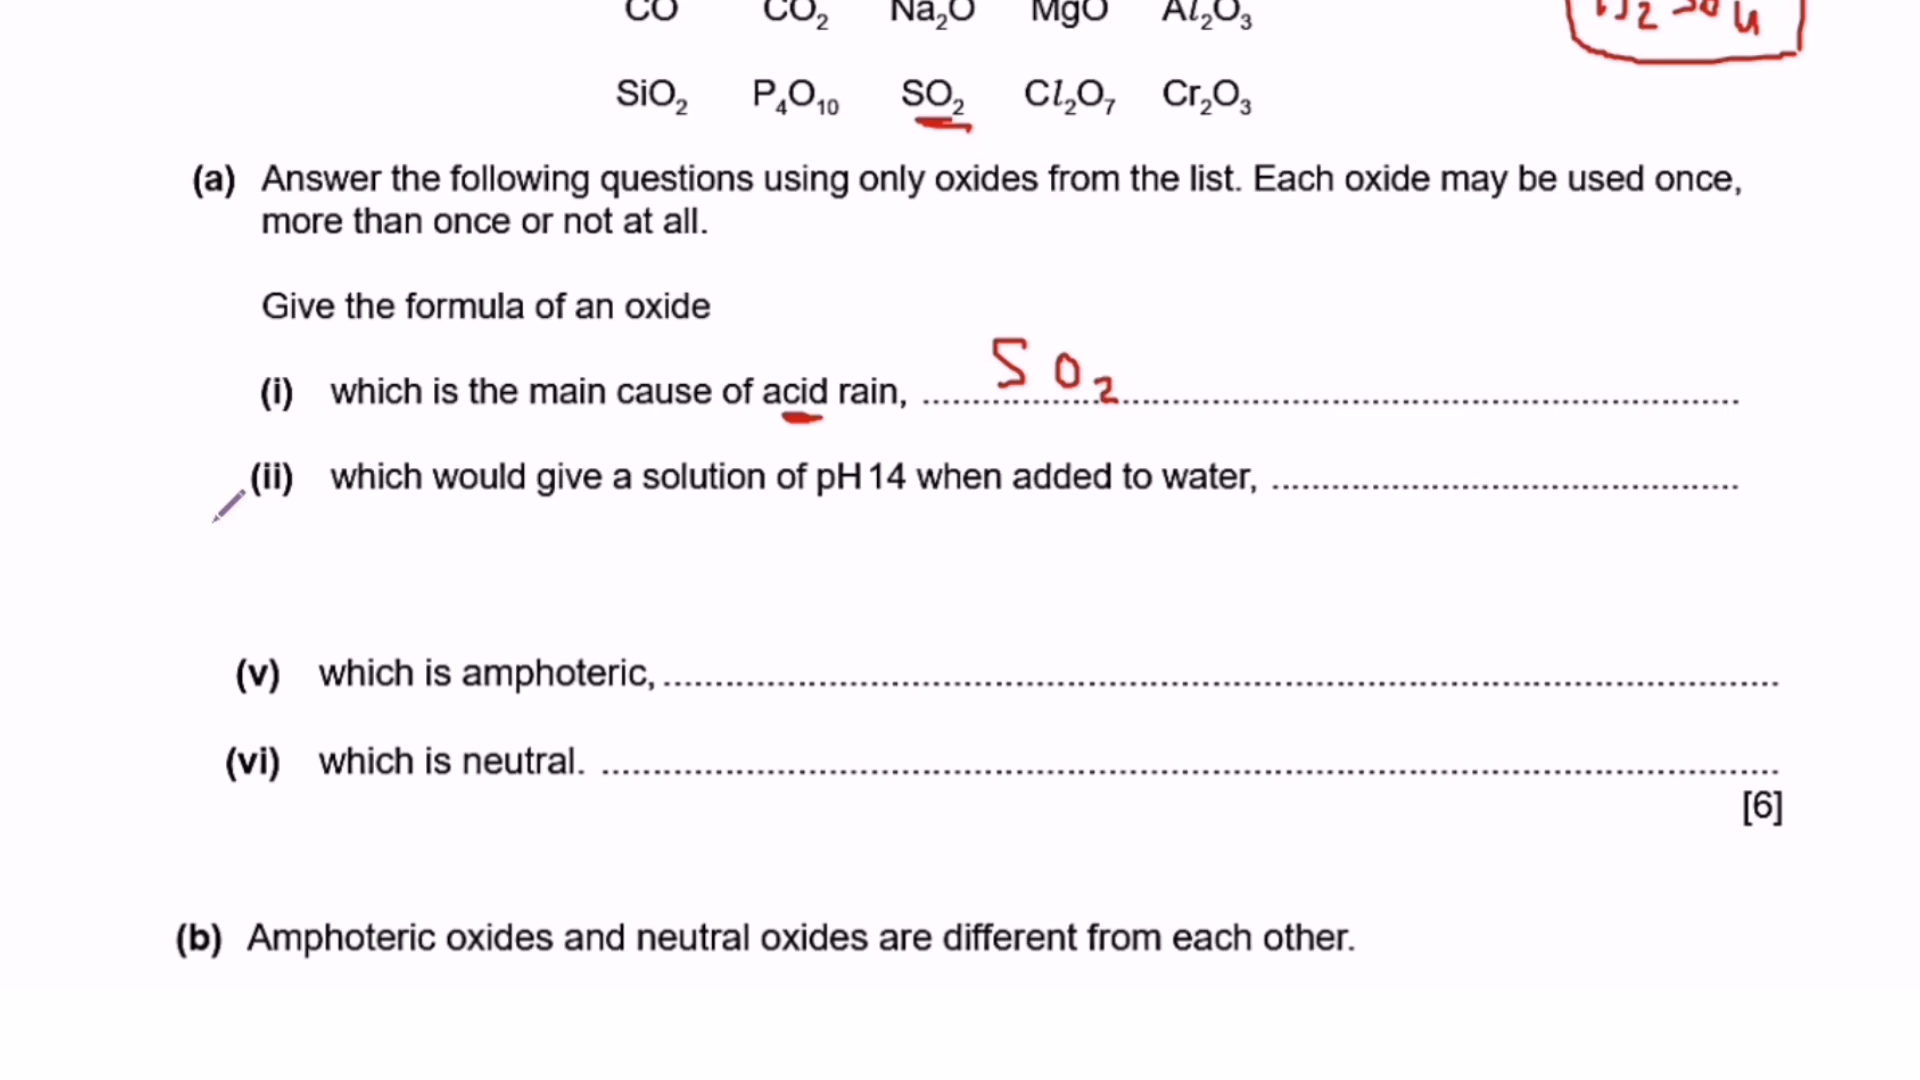 CO CO₂ Na₂O MgO Al₂O₃
SiO₂ P₄O₁₀ SO₂ Cl₂O₇ Cr₂O₃
(a) Answer the following questions using only oxides from the list. Each oxide may be used once,
more than once or not at all.
Give the formula of an oxide
(i) which is the main cause of acid rain, SO₂
(ii) which would give a solution of pH 14 when added to water, ................
(v) which is amphoteric, ................
(vi) which is neutral. ................
[6]
(b) Amphoteric oxides and neutral oxides are different from each other.